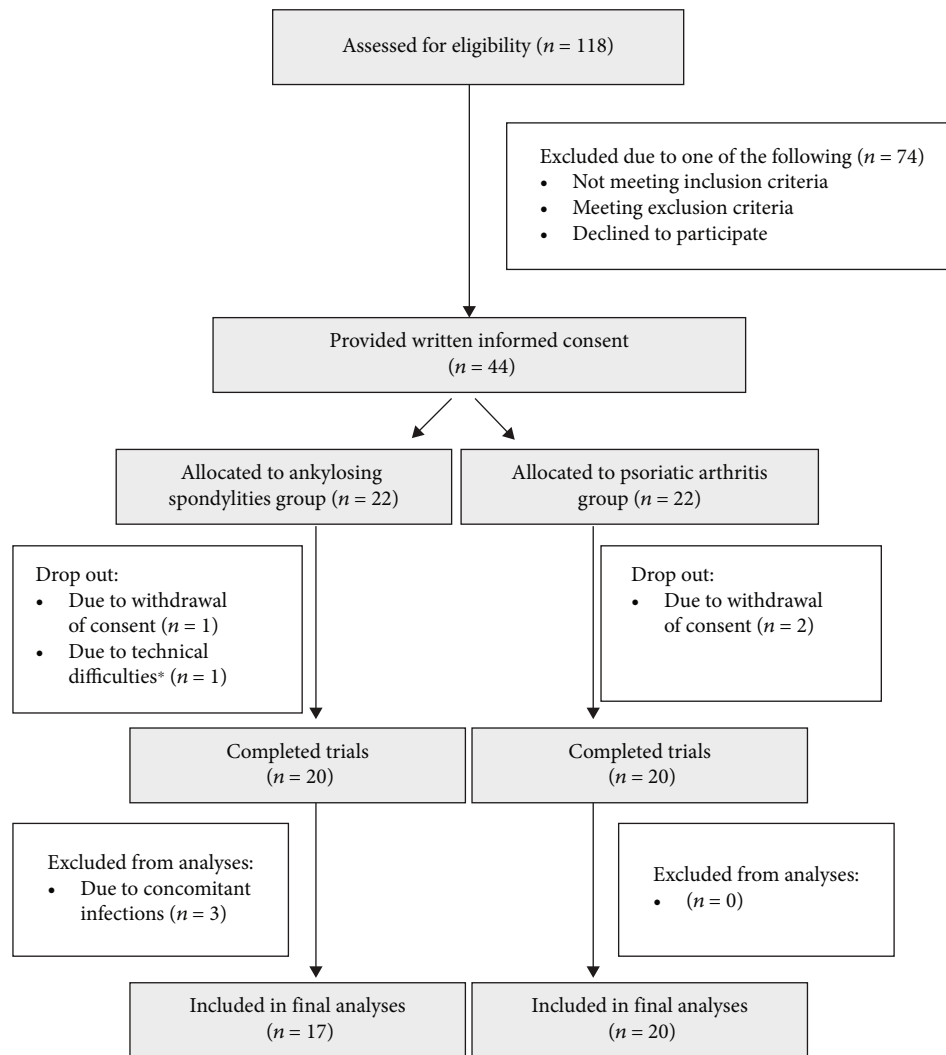 Assessed for eligibility (n = 118)
Excluded due to one of the following (n = 74)
• Not meeting inclusion criteria
• Meeting exclusion criteria
• Declined to participate
Provided written informed consent
(n = 44)
Allocated to ankylosing
spondylities group (n = 22)
Allocated to psoriatic arthritis
group (n = 22)
Drop out:
• Due to withdrawal
of consent (n = 1)
• Due to technical
difficulties* (n = 1)
Drop out:
• Due to withdrawal
of consent (n = 2)
Completed trials
(n = 20)
Completed trials
(n = 20)
Excluded from analyses:
• Due to concomitant
infections (n = 3)
Excluded from analyses:
• (n = 0)
Included in final analyses
(n = 17)
Included in final analyses
(n = 20)